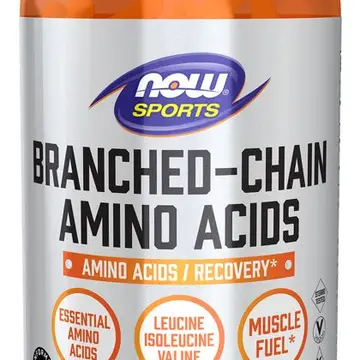 NOW
SPORTS
BRANCHED-CHAIN
AMINO ACIDS
AMINO ACIDS / RECOVERY*
ESSENTIAL
AMINO
ACIDS
LEUCINE
ISOLEUCINE
VALINE
MUSCLE
FUEL*